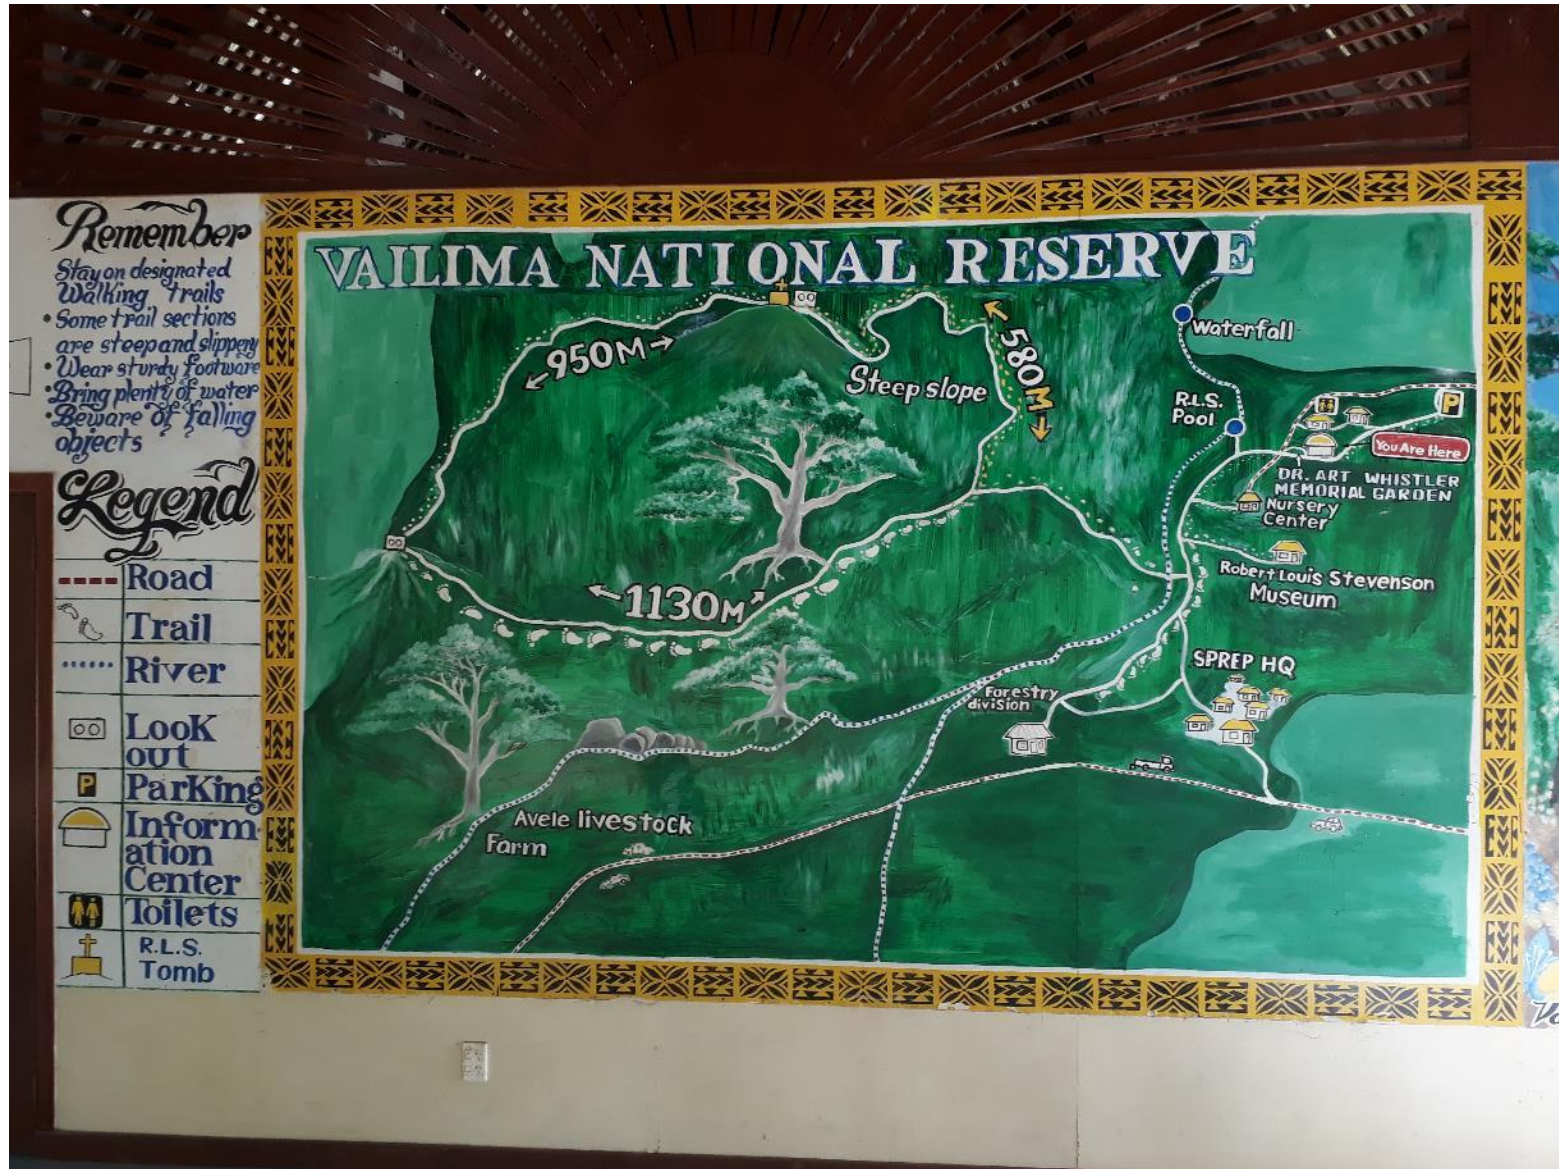 Remember
Stay on designated
Walking trails
• Some trail sections
are steep and slippery
• Wear sturdy footware
• Bring plenty of water
• Beware of falling
objects
Legend
Road
Trail
River
Look
out
P
Parking
Inform-
ation
Center
Toilets
R.L.S.
Tomb
VAILIMA NATIONAL RESERVE
950M
580M
Steep slope
1130M
Waterfall
R.L.S.
Pool
P
You Are Here
DR. ART WHISTLER
MEMORIAL GARDEN
Nursery
Center
Robert Louis Stevenson
Museum
SPREP HQ
Forestry
division
Avele livestock
Farm